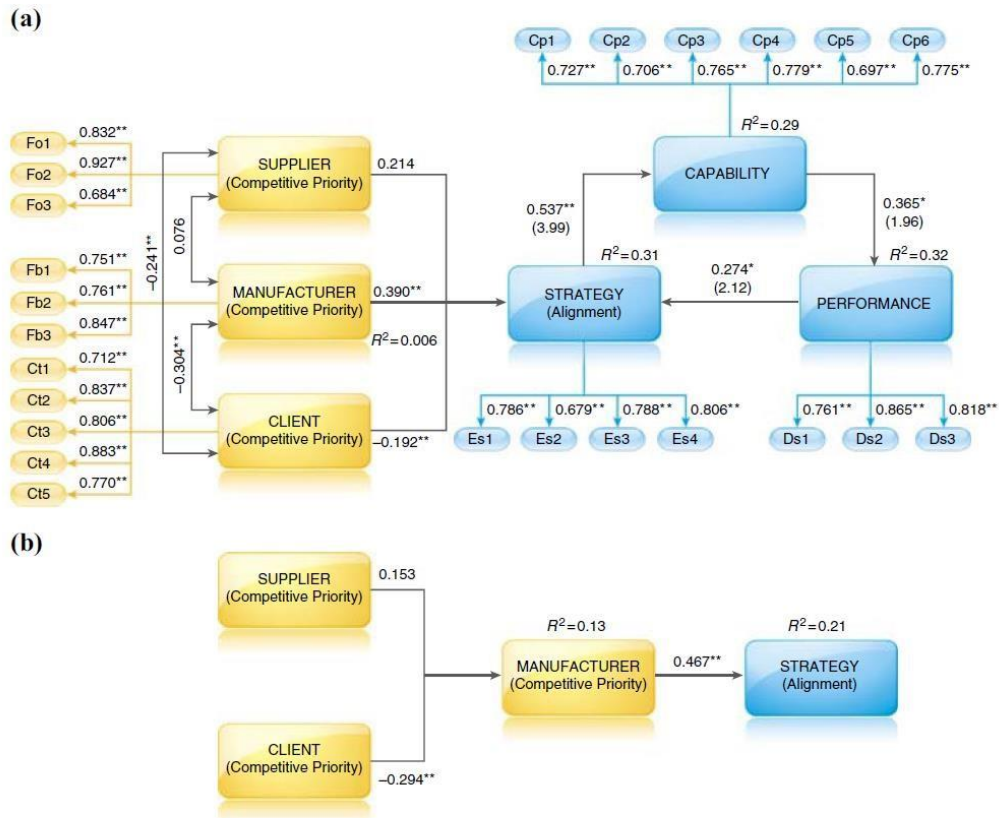 (a)
Cp1
Cp2
Cp3
Cp4
Cp5
Cp6
0.727**
0.706**
0.765**
0.779**
0.697**
0.775**
R²=0.29
CAPABILITY
Fo1
0.832**
Fo2
0.927**
Fo3
0.684**
SUPPLIER
(Competitive Priority)
0.214
0.537**
(3.99)
0.365*
(1.96)
–0.241**
0.076
Fb1
0.751**
Fb2
0.761**
Fb3
0.847**
MANUFACTURER
(Competitive Priority)
0.390**
R²=0.006
R²=0.31
STRATEGY
(Alignment)
0.274*
(2.12)
R²=0.32
PERFORMANCE
–0.304**
Ct1
0.712**
Ct2
0.837**
Ct3
0.806**
Ct4
0.883**
Ct5
0.770**
CLIENT
(Competitive Priority)
–0.192**
0.786**
0.679**
0.788**
0.806**
Es1
Es2
Es3
Es4
0.761**
0.865**
0.818**
Ds1
Ds2
Ds3
(b)
SUPPLIER
(Competitive Priority)
0.153
R²=0.13
MANUFACTURER
(Competitive Priority)
0.467**
R²=0.21
STRATEGY
(Alignment)
CLIENT
(Competitive Priority)
–0.294**